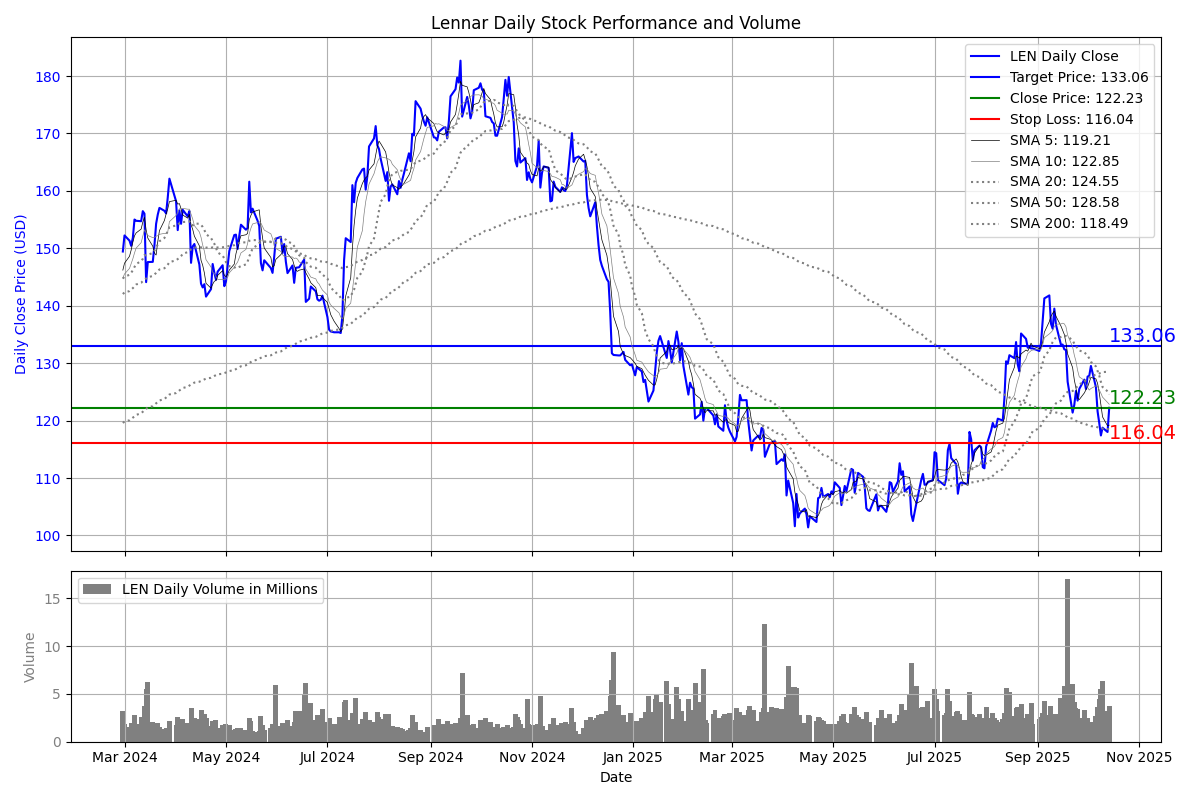 Lennar Daily Stock Performance and Volume
Daily Close Price (USD)
180
170
160
150
140
130
120
110
100
LEN Daily Close
Target Price: 133.06
Close Price: 122.23
Stop Loss: 116.04
SMA 5: 119.21
SMA 10: 122.85
SMA 20: 124.55
SMA 50: 128.58
SMA 200: 118.49
133.06
122.23
116.04
LEN Daily Volume in Millions
Volume
15
10
5
0
Mar 2024 May 2024 Jul 2024 Sep 2024 Nov 2024 Jan 2025 Mar 2025 May 2025 Jul 2025 Sep 2025 Nov 2025
Date